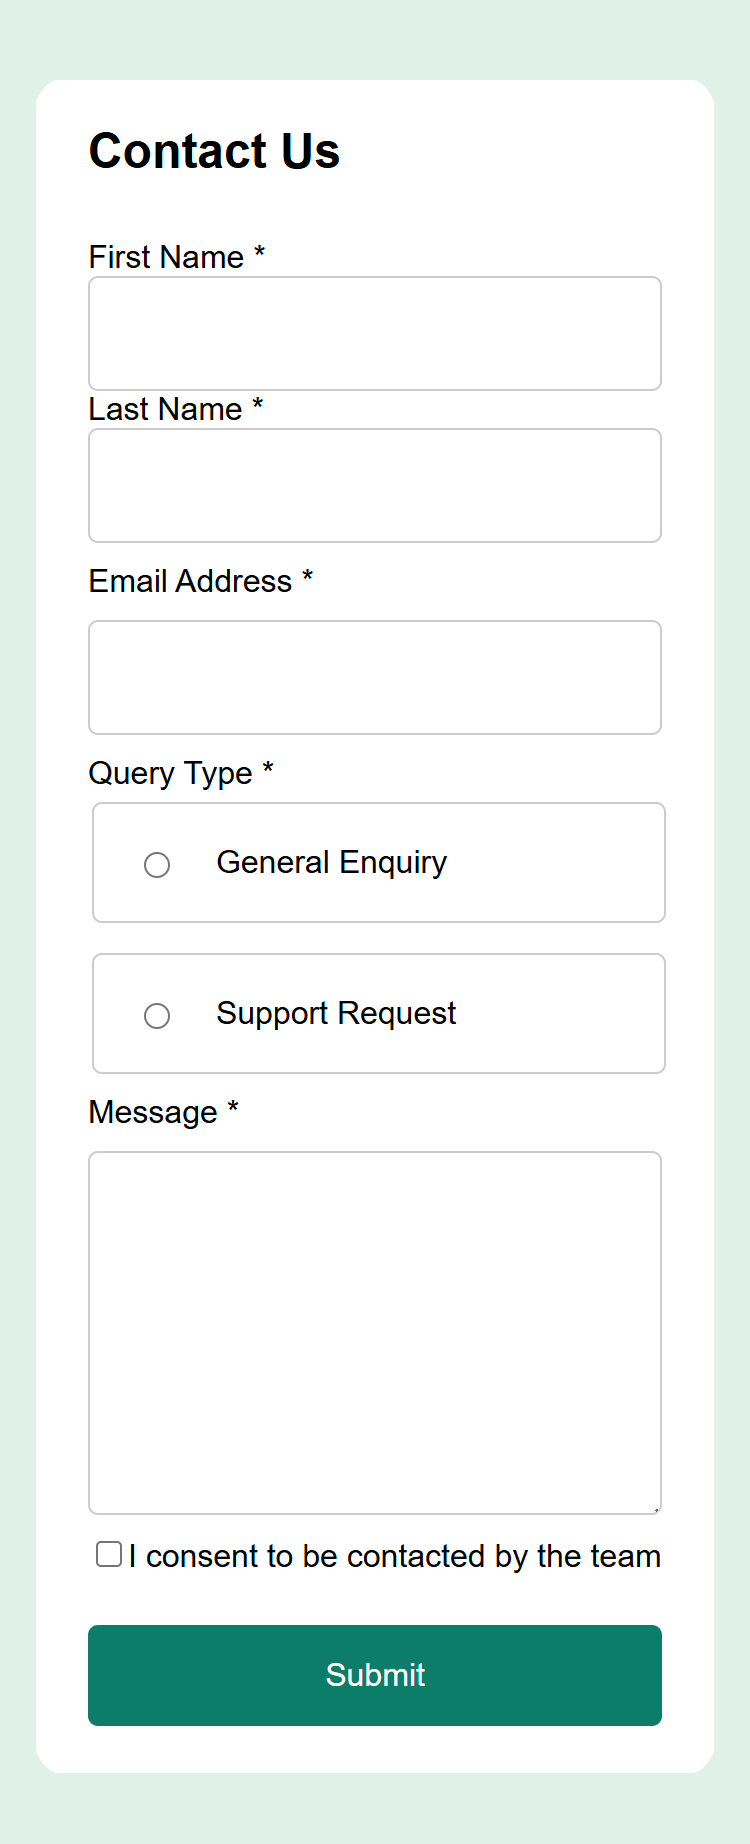 Contact Us
First Name *
Last Name *
Email Address *
Query Type *
General Enquiry
Support Request
Message *
I consent to be contacted by the team
Submit